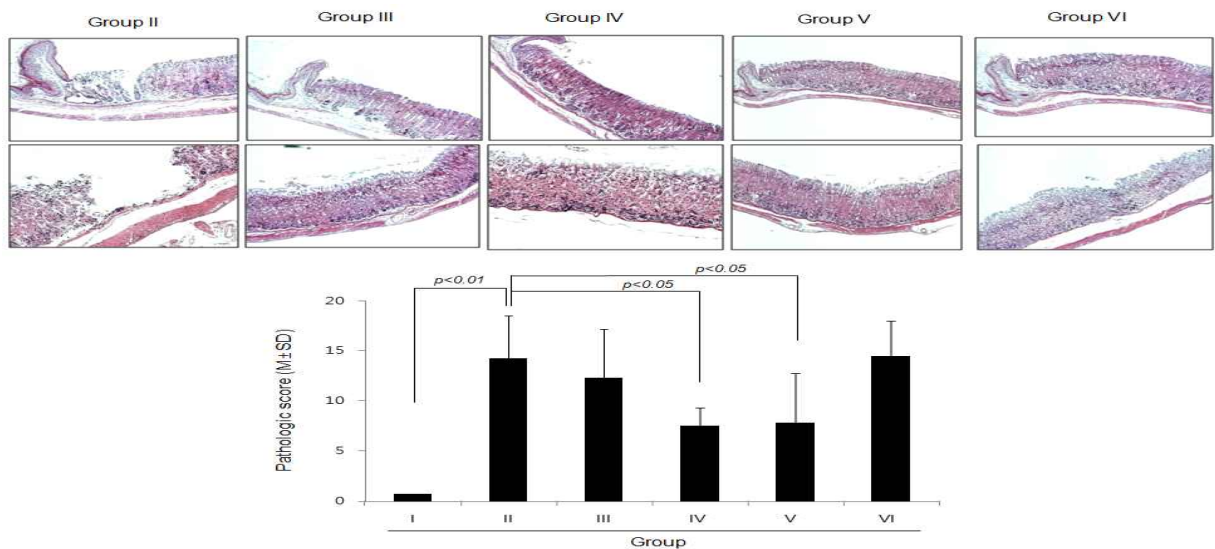 Group II Group III Group IV Group V Group VI
p<0.05
p<0.01 p<0.05
Pathologic score (M±SD)
20
15
10
5
0
I II III IV V VI
Group